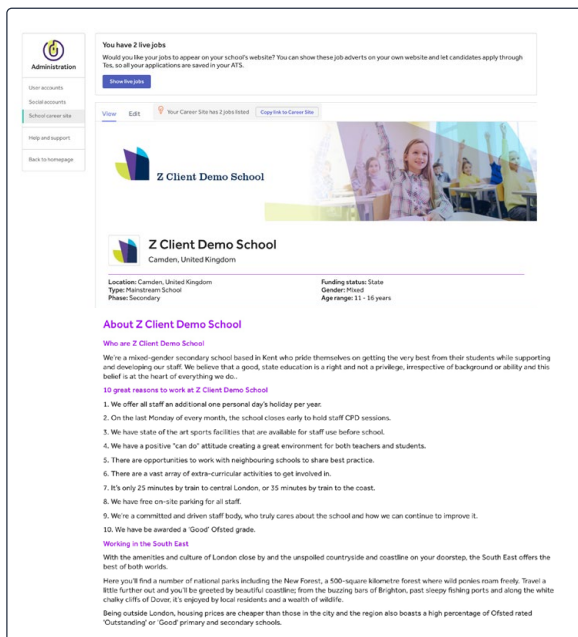 Administration
User accounts
Social accounts
School career site
Help and support
Back to homepage
You have 2 live jobs
Would you like your jobs to appear on your school's website? You can show these job adverts on your own website and let candidates apply through
Tes, so all your applications are saved in your ATS.
Show live jobs
View Edit Your Career Site has 2 jobs listed Copy link to Career Site
Z Client Demo School
Z Client Demo School
Camden, United Kingdom
Location: Camden, United Kingdom Funding status: State
Type: Mainstream School Gender: Mixed
Phase: Secondary Age range: 11 - 16 years
About Z Client Demo School
Who are Z Client Demo School
We're a mixed-gender secondary school based in Kent who pride themselves on getting the very best from their students while supporting
and developing our staff. We believe that a good, state education is a right and not a privilege, irrespective of background or ability and this
belief is at the heart of everything we do..
10 great reasons to work at Z Client Demo School
1. We offer all staff an additional one personal day's holiday per year.
2. On the last Monday of every month, the school closes early to hold staff CPD sessions.
3. We have state of the art sports facilities that are available for staff use before school.
4. We have a positive "can do" attitude creating a great environment for both teachers and students.
5. There are opportunities to work with neighbouring schools to share best practice.
6. There are a vast array of extra-curricular activities to get involved in.
7. It's only 25 minutes by train to central London, or 35 minutes by train to the coast.
8. We have free on-site parking for all staff.
9. We're a committed and driven staff body, who truly cares about the school and how we can continue to improve it.
10. We have be awarded a 'Good' Ofsted grade.
Working in the South East
With the amenities and culture of London close by and the unspoiled countryside and coastline on your doorstep, the South East offers the
best of both worlds.
Here you'll find a number of national parks including the New Forest, a 500-square kilometre forest where wild ponies roam freely. Travel a
little further out and you'll be greeted by beautiful coastline; from the buzzing bars of Brighton, past sleepy fishing ports and along the white
chalky cliffs of Dover, it's enjoyed by local residents and a wealth of wildlife.
Being outside London, housing prices are cheaper than those in the city and the region also boasts a high percentage of Ofsted rated
'Outstanding' or 'Good' primary and secondary schools.